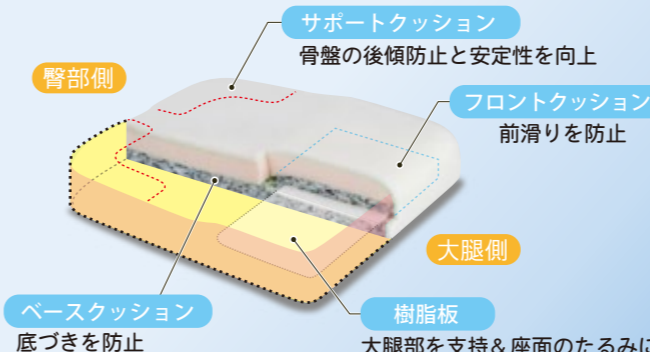 サポートクッション
骨盤の後傾防止と安定性を向上
臀部側
フロントクッション
前滑りを防止
大腿側
ベースクッション
底づきを防止
樹脂板
大腿部を支持&座面のたるみに